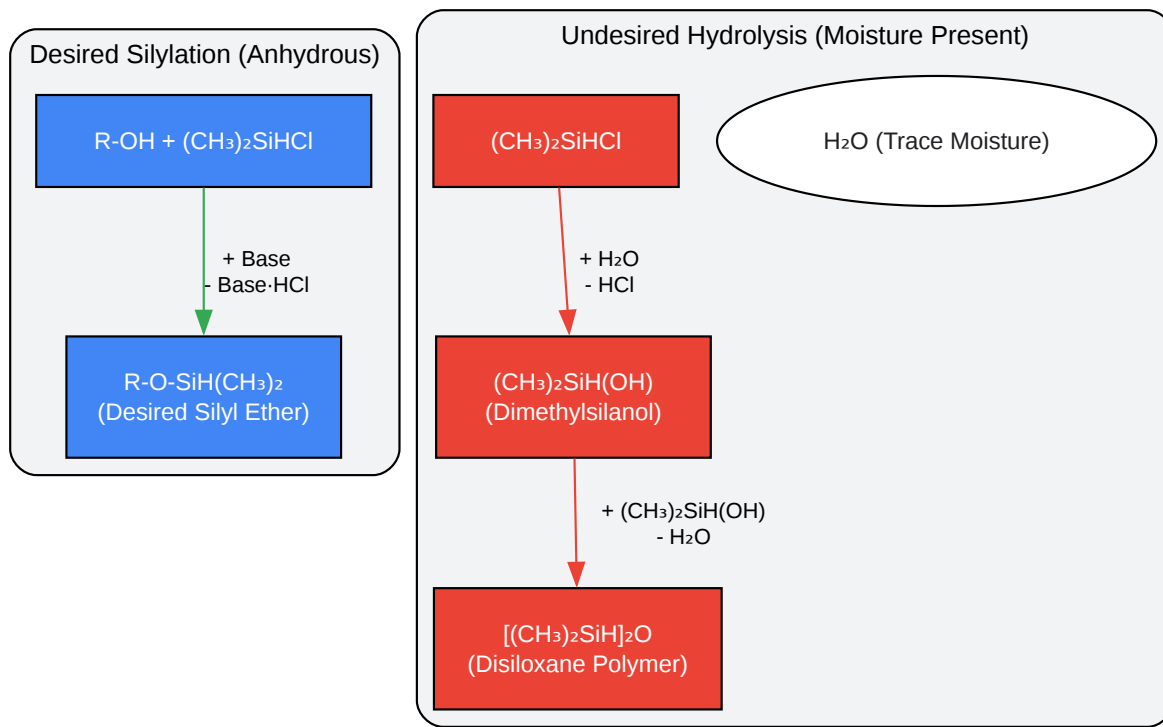 Desired Silylation (Anhydrous)
R-OH + (CH₃)₂SiHCl
+ Base
- Base·HCl
R-O-SiH(CH₃)₂
(Desired Silyl Ether)
Undesired Hydrolysis (Moisture Present)
(CH₃)₂SiHCl
H₂O (Trace Moisture)
+ H₂O
- HCl
(CH₃)₂SiH(OH)
(Dimethylsilanol)
+ (CH₃)₂SiH(OH)
- H₂O
[(CH₃)₂SiH]₂O
(Disiloxane Polymer)